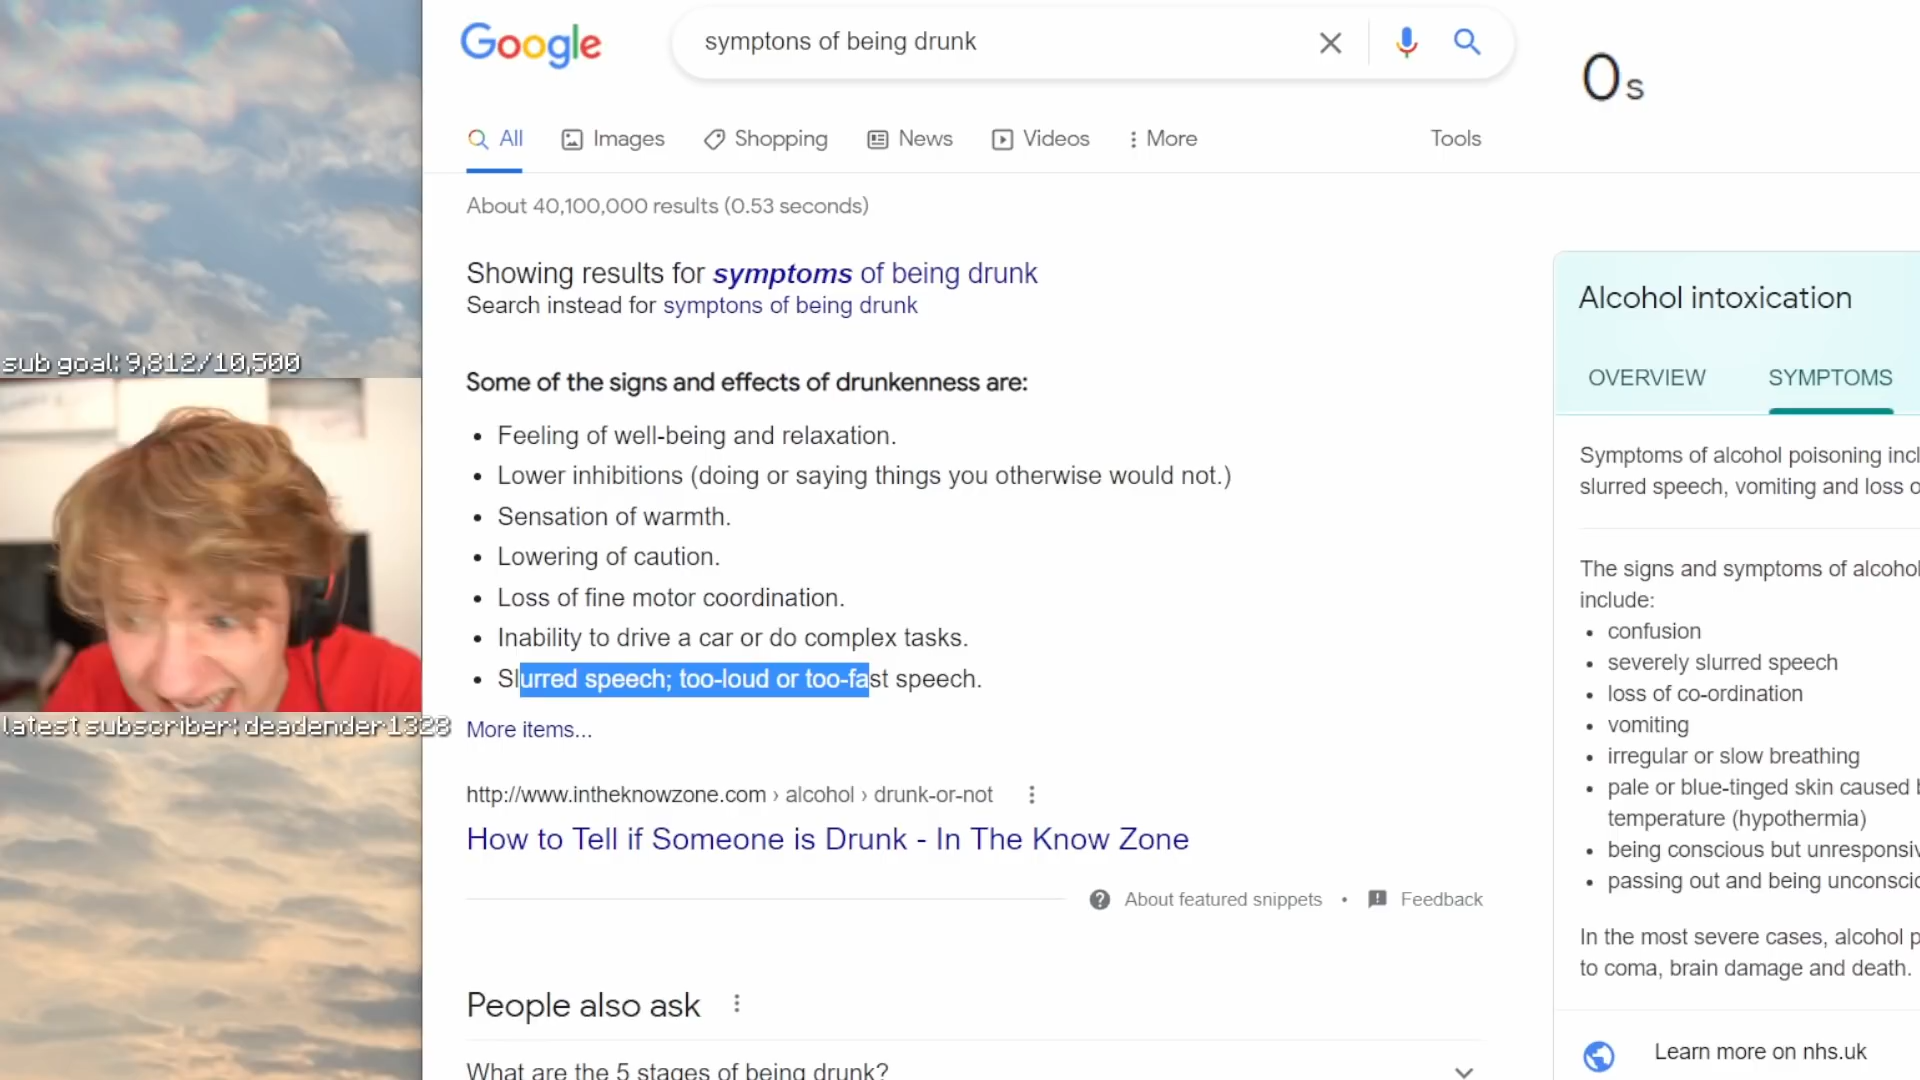 Google
symptons of being drunk
0s
All
Images
Shopping
News
Videos
More
Tools
About 40,100,000 results (0.53 seconds)
Showing results for symptoms of being drunk
Search instead for symptons of being drunk
Some of the signs and effects of drunkenness are:
• Feeling of well-being and relaxation.
• Lower inhibitions (doing or saying things you otherwise would not.)
• Sensation of warmth.
• Lowering of caution.
• Loss of fine motor coordination.
• Inability to drive a car or do complex tasks.
• Slurred speech; too-loud or too-fast speech.
More items...
http://www.intheknowzone.com › alcohol › drunk-or-not
How to Tell if Someone is Drunk - In The Know Zone
About featured snippets • Feedback
People also ask
What are the 5 stages of being drunk?
sub goal: 9,812/10,500
latest subscriber: deadender1328
Alcohol intoxication
OVERVIEW
SYMPTOMS
Symptoms of alcohol poisoning incl
slurred speech, vomiting and loss o
The signs and symptoms of alcohol
include:
• confusion
• severely slurred speech
• loss of co-ordination
• vomiting
• irregular or slow breathing
• pale or blue-tinged skin caused b
temperature (hypothermia)
• being conscious but unresponsiv
• passing out and being unconscio
In the most severe cases, alcohol p
to coma, brain damage and death.
Learn more on nhs.uk